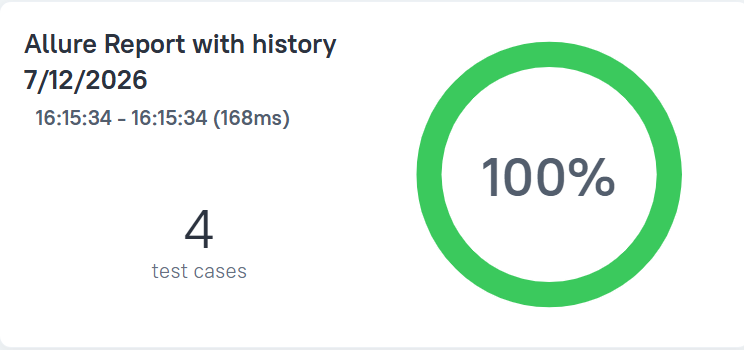 Allure Report with history
7/12/2026
16:15:34 - 16:15:34 (168ms)
100%
4
test cases